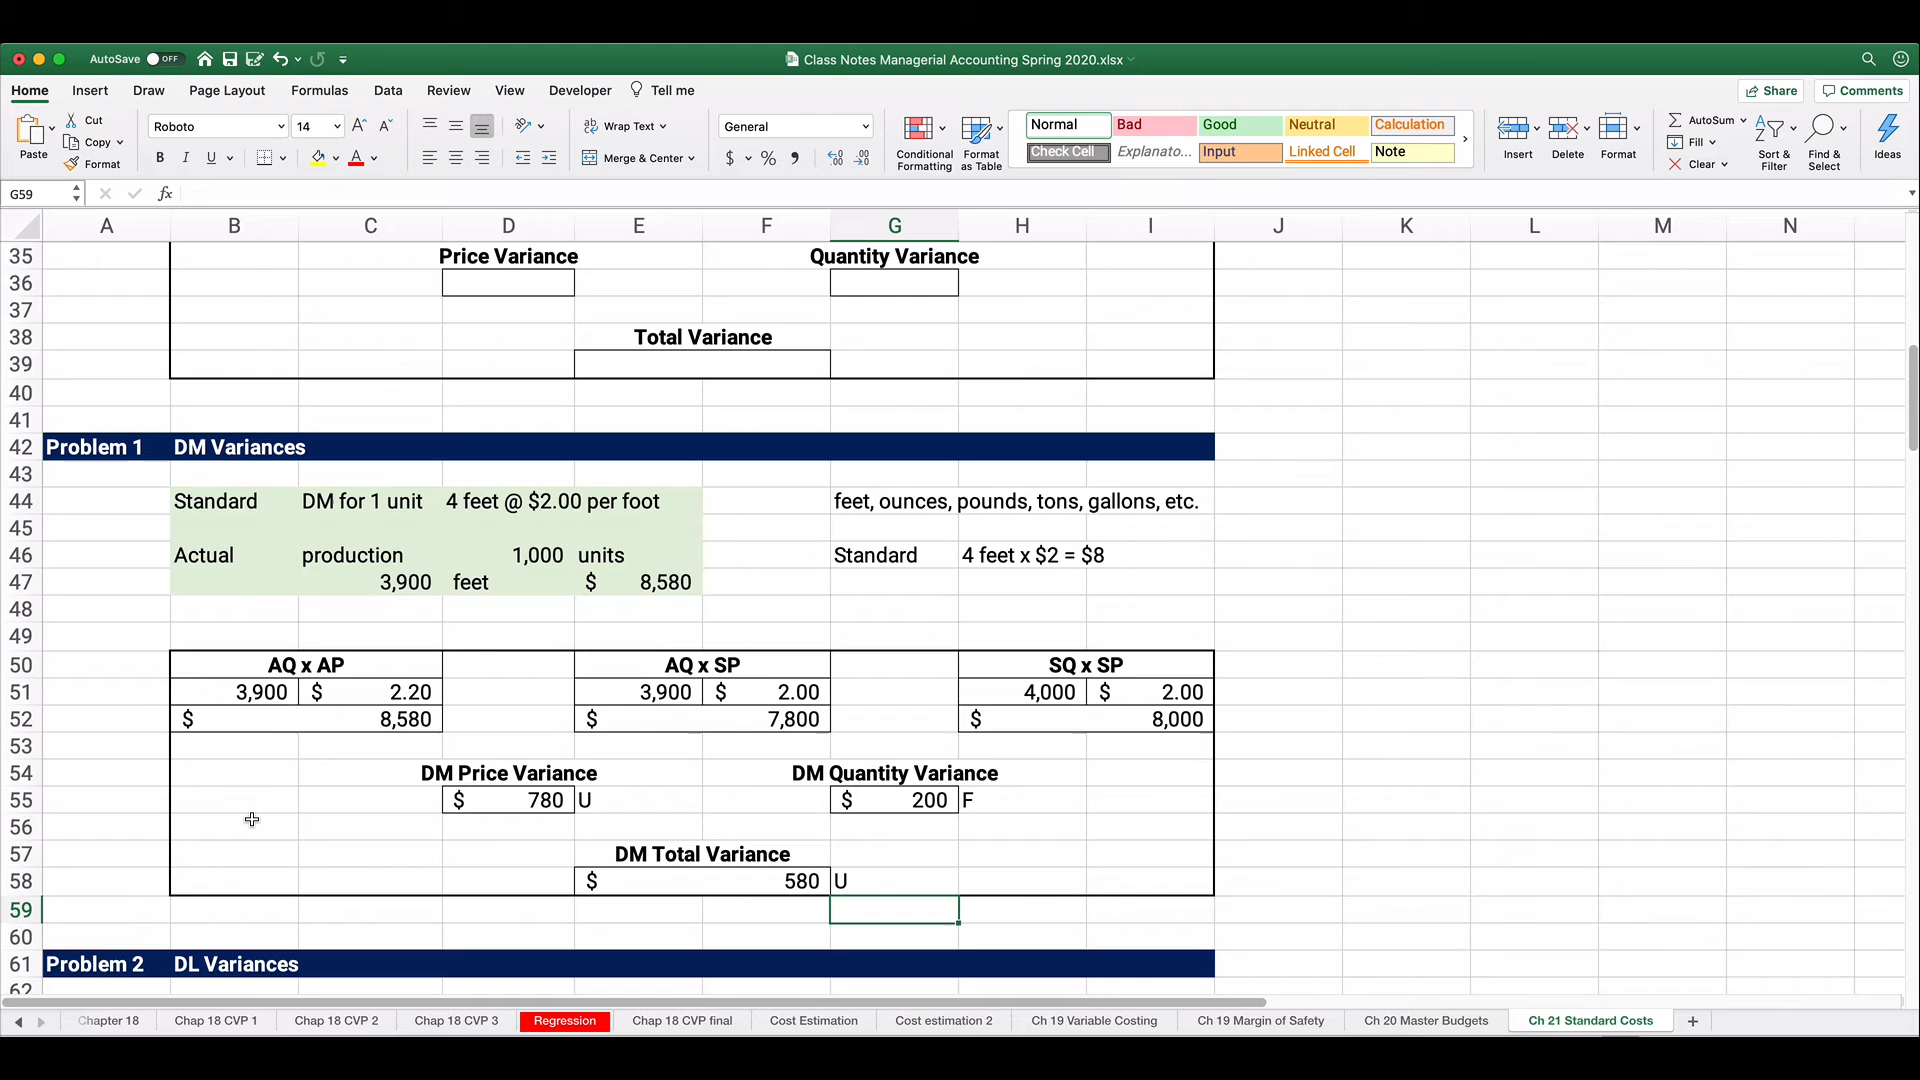 AutoSave OFF
Class Notes Managerial Accounting Spring 2020.xlsx
Home Insert Draw Page Layout Formulas Data Review View Developer Tell me
Share Comments
Paste
Cut
Copy
Format
Roboto 14 A^ A
B I U A
Wrap Text
Merge & Center
General
$ % ,
Conditional Formatting
Format as Table
Normal Bad Good Neutral Calculation
Check Cell Explanato... Input Linked Cell Note
Insert Delete Format
AutoSum
Fill
Clear
Sort & Filter
Find & Select
Ideas
G59 fx
A B C D E F G H I J K L M N
35 Price Variance Quantity Variance
36
37
38 Total Variance
39
40
41
42 Problem 1 DM Variances
43
44 Standard DM for 1 unit 4 feet @ $2.00 per foot feet, ounces, pounds, tons, gallons, etc.
45
46 Actual production 1,000 units Standard 4 feet x $2 = $8
47 3,900 feet $ 8,580
48
49
50 AQ x AP AQ x SP SQ x SP
51 3,900 $ 2.20 3,900 $ 2.00 4,000 $ 2.00
52 $ 8,580 $ 7,800 $ 8,000
53
54 DM Price Variance DM Quantity Variance
55 $ 780 U $ 200 F
56
57 DM Total Variance
58 $ 580 U
59
60
61 Problem 2 DL Variances
62
Chapter 18 Chap 18 CVP 1 Chap 18 CVP 2 Chap 18 CVP 3 Regression Chap 18 CVP final Cost Estimation Cost estimation 2 Ch 19 Variable Costing Ch 19 Margin of Safety Ch 20 Master Budgets Ch 21 Standard Costs +